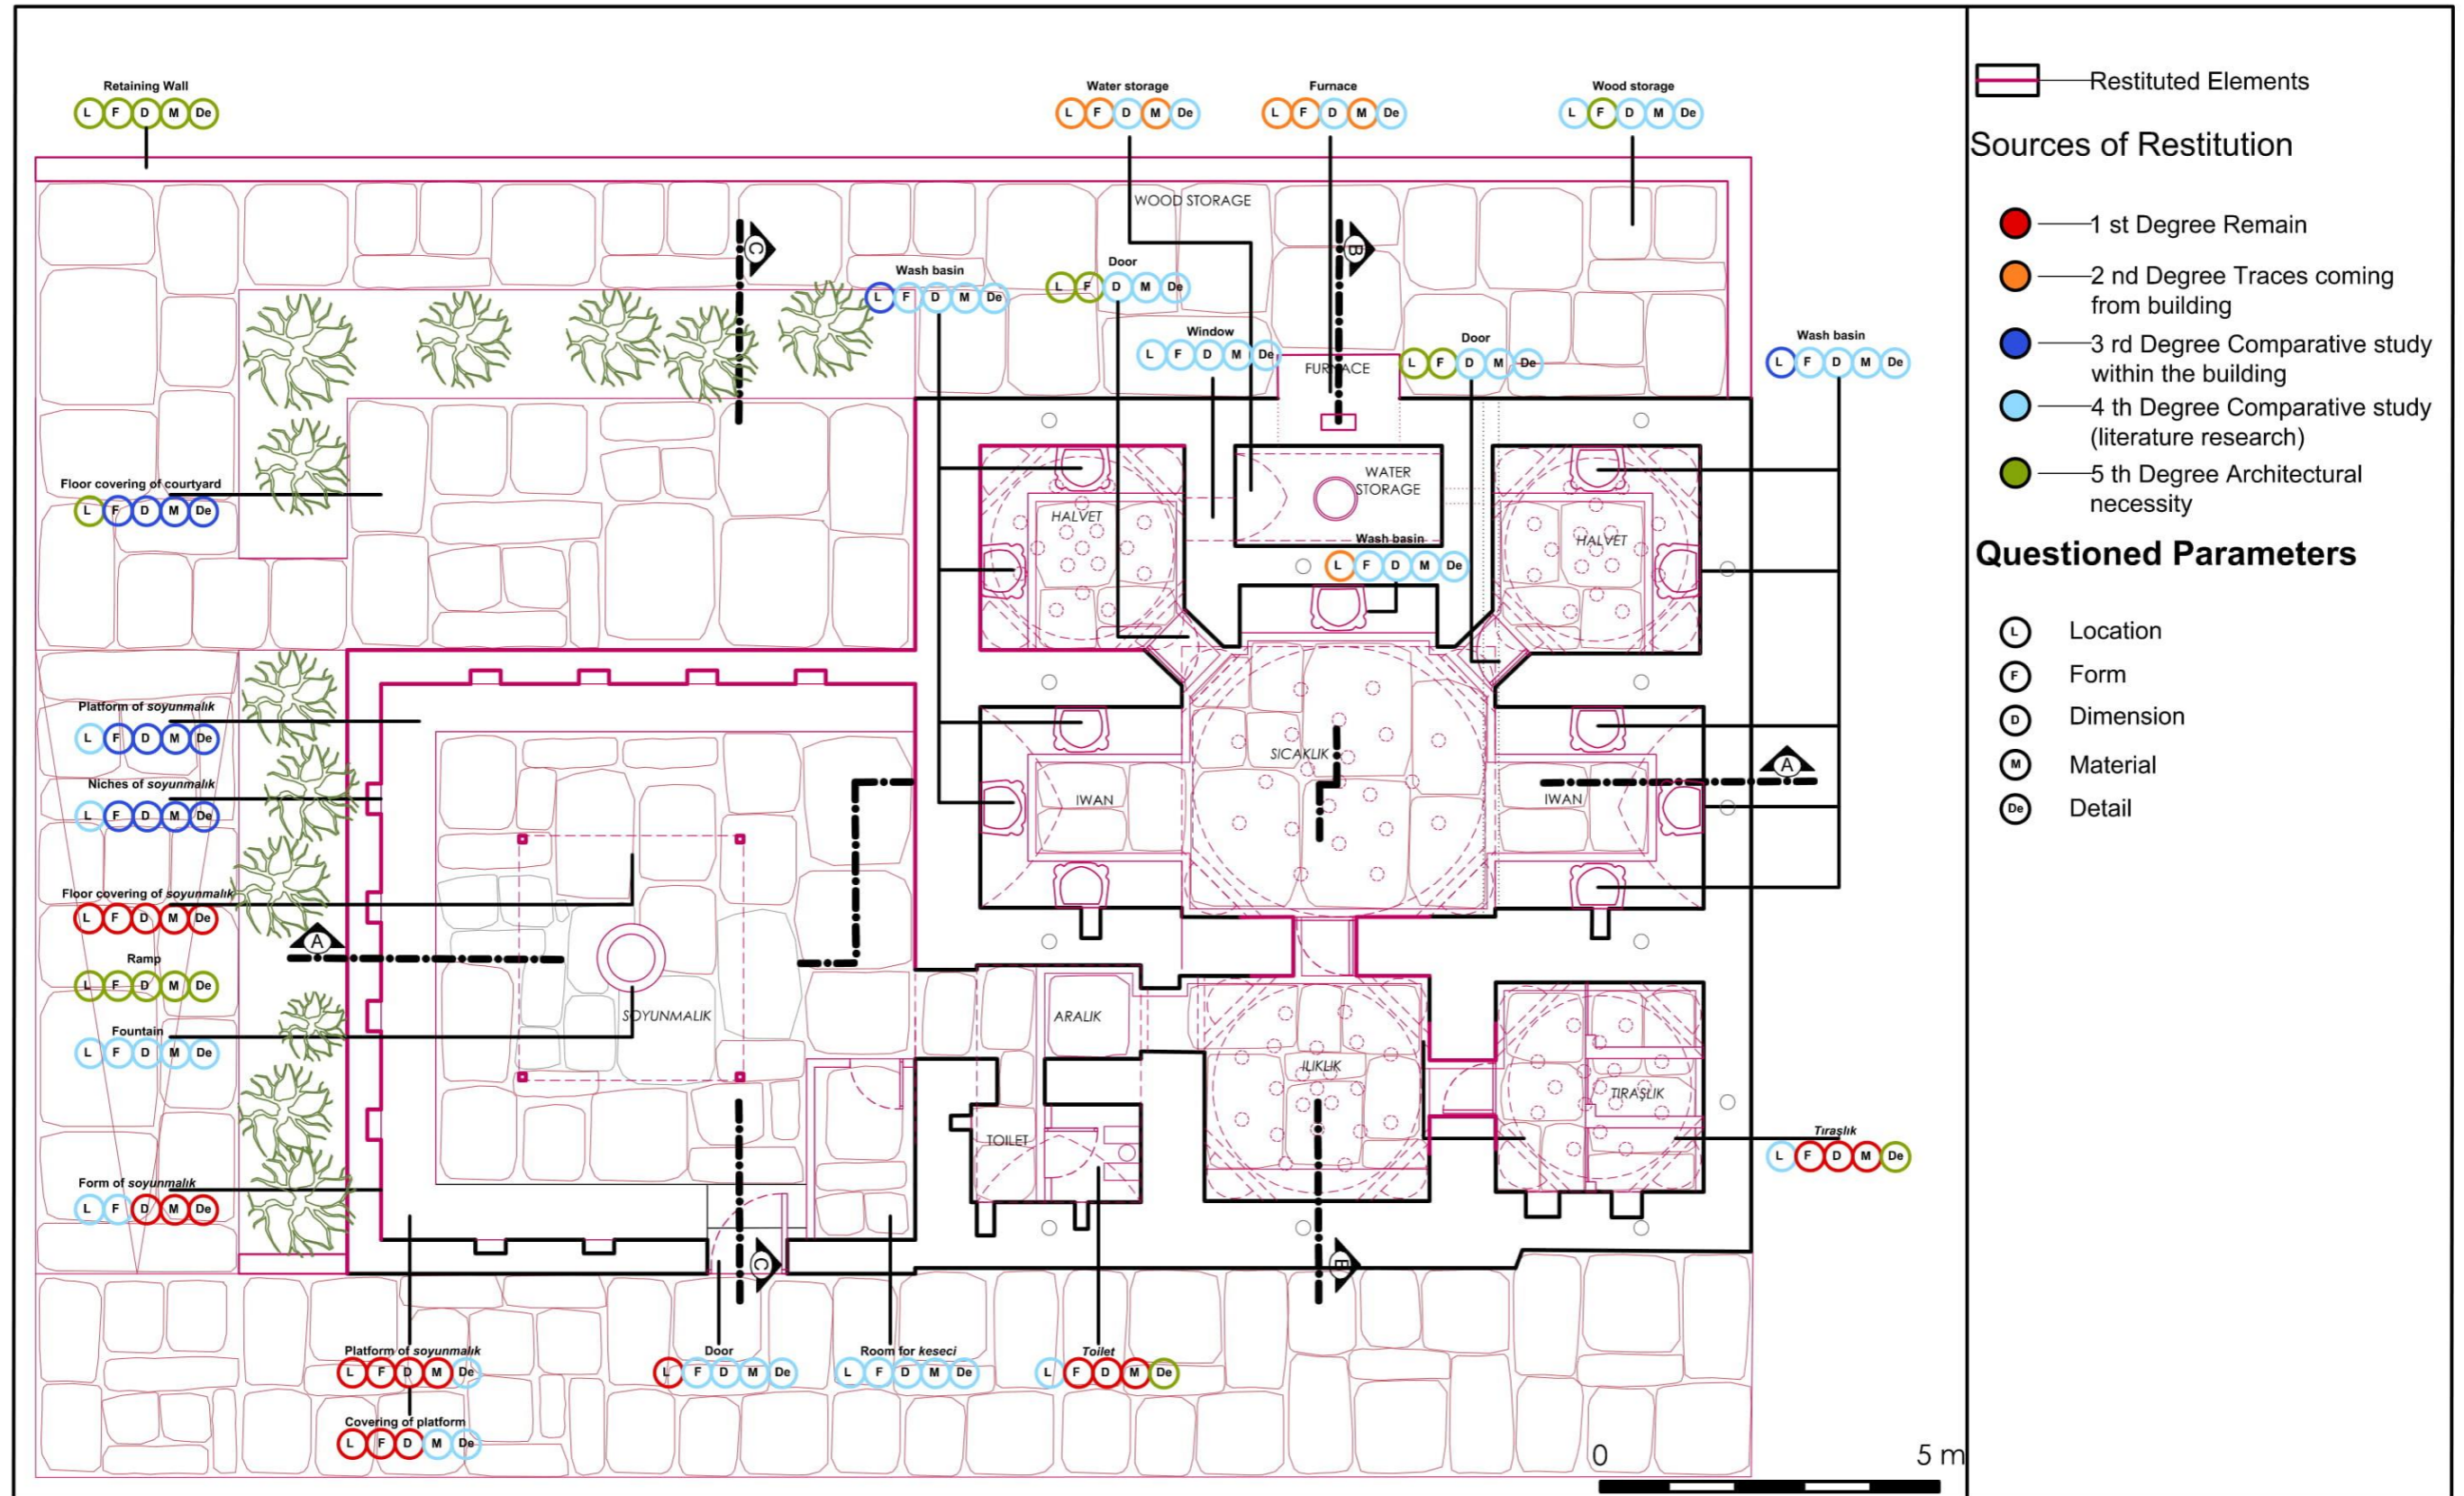 Retaining Wall
L F D M De
Water storage
L F D M De
Furnace
L F D M De
Wood storage
L F D M De
WOOD STORAGE
C
B
Wash basin
L F D M De
Door
L F D M De
Window
L F D M De
FURNACE
Door
L F D M De
Wash basin
L F D M De
WATER
STORAGE
HALVET
HALVET
Wash basin
L F D M De
Floor covering of courtyard
L F D M De
Platform of soyunmalık
L F D M De
Niches of soyunmalık
L F D M De
SICAKLIK
IWAN
IWAN
A
Floor covering of soyunmalık
L F D M De
A
Ramp
L F D M De
Fountain
L F D M De
SOYUNMALIK
ARALIK
ILIKLIK
TIRAŞLIK
TOILET
Tıraşlık
L F D M De
Form of soyunmalık
L F D M De
C
B
Platform of soyunmalık
L F D M De
Door
L F D M De
Room for keseci
L F D M De
Toilet
L F D M De
Covering of platform
L F D M De
0 5 m
Restituted Elements
Sources of Restitution
1 st Degree Remain
2 nd Degree Traces coming
from building
3 rd Degree Comparative study
within the building
4 th Degree Comparative study
(literature research)
5 th Degree Architectural
necessity
Questioned Parameters
L Location
F Form
D Dimension
M Material
De Detail